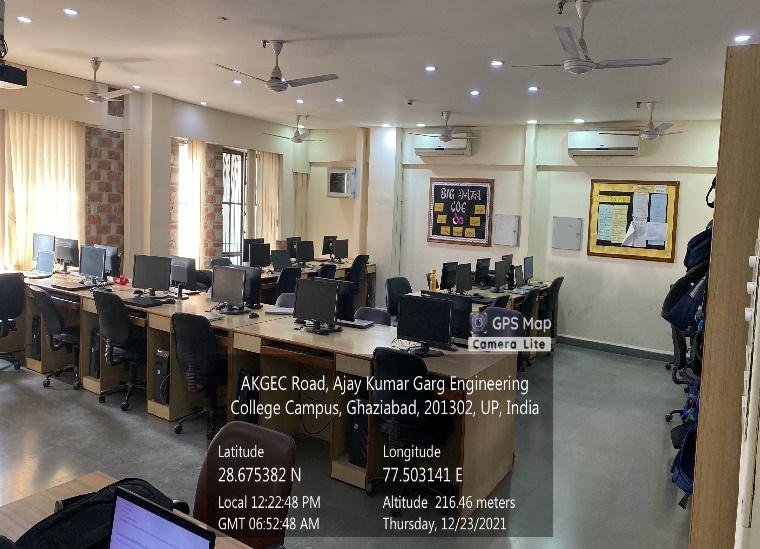 BIG DATA
COE
GPS Map
Camera Lite
AKGEC Road, Ajay Kumar Garg Engineering
College Campus, Ghaziabad, 201302, UP, India
Latitude
28.675382 N
Longitude
77.503141 E
Local 12:22:48 PM
GMT 06:52:48 AM
Altitude 216.46 meters
Thursday, 12/23/2021